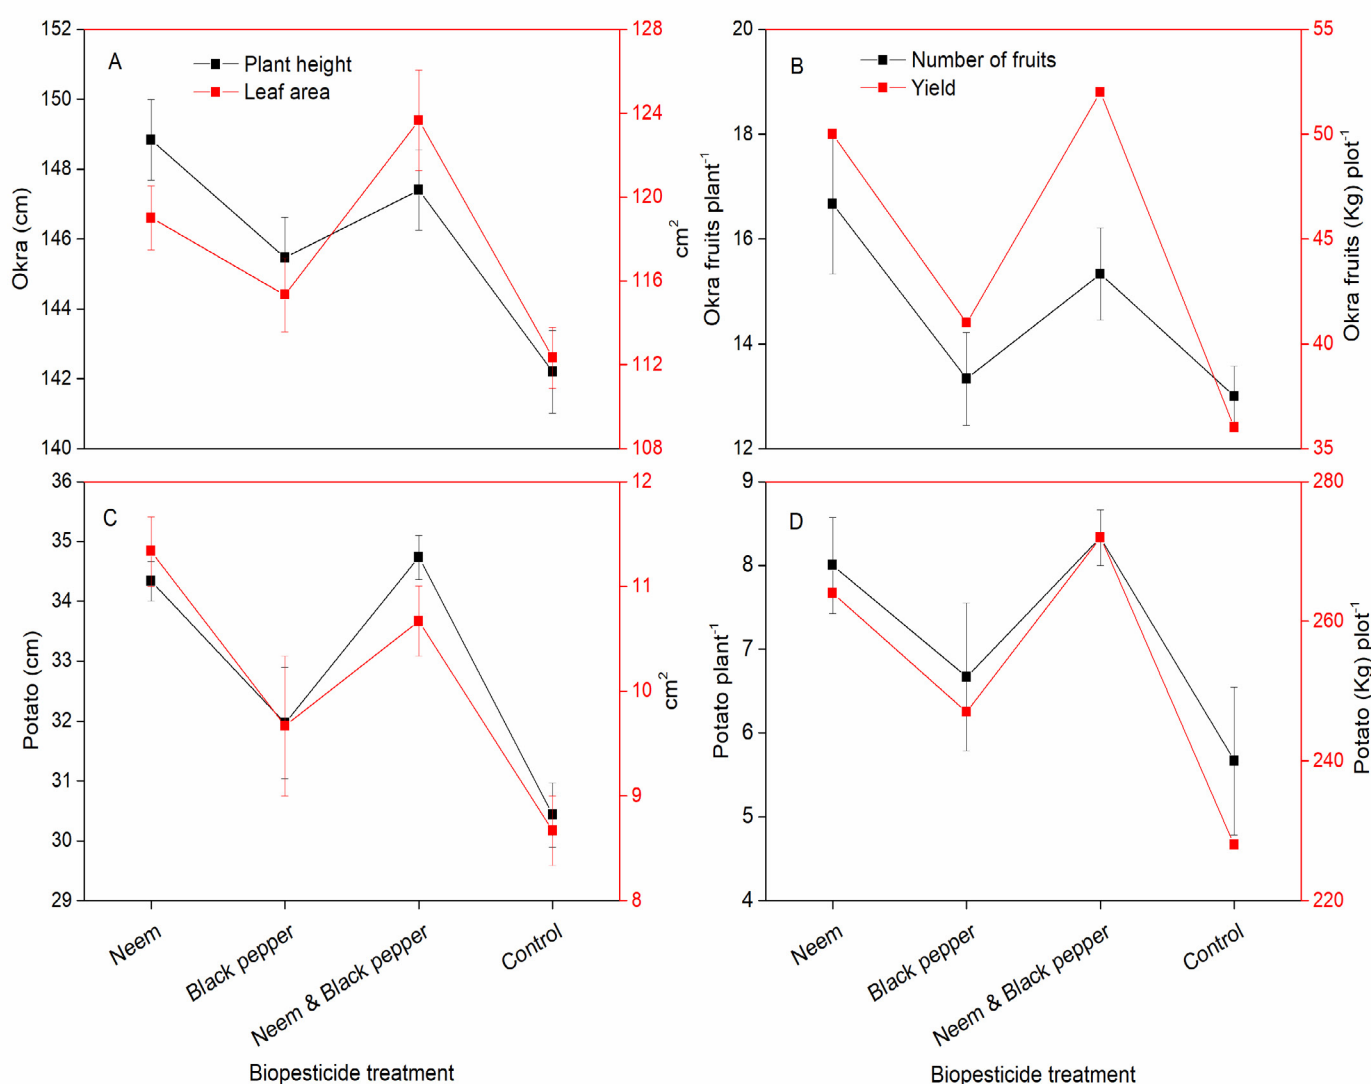 A
Plant height
Leaf area
152
150
148
146
144
142
140
Okra (cm)
128
124
120
116
112
108
cm²
B
Number of fruits
Yield
20
18
16
14
12
Okra fruits plant⁻¹
55
50
45
40
35
Okra fruits (Kg) plot⁻¹
C
36
35
34
33
32
31
30
29
Potato (cm)
12
11
10
9
8
cm²
Neem
Black pepper
Neem & Black pepper
Control
Biopesticide treatment
D
9
8
7
6
5
4
Potato plant⁻¹
280
260
240
220
Potato (Kg) plot⁻¹
Neem
Black pepper
Neem & Black pepper
Control
Biopesticide treatment